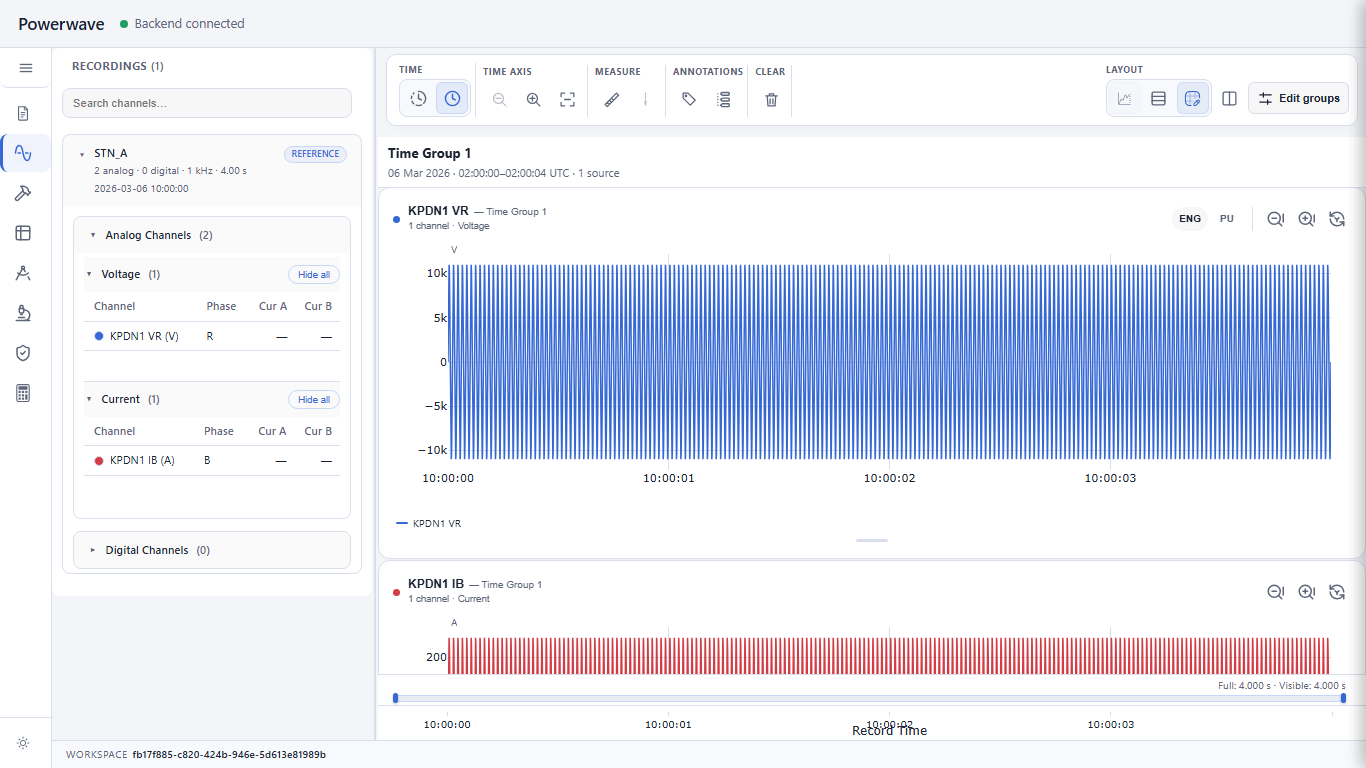 Powerwave
Backend connected
RECORDINGS (1)
Search channels...
STN_A
REFERENCE
2 analog · 0 digital · 1 kHz · 4.00 s
2026-03-06 10:00:00
Analog Channels (2)
Voltage (1)
Hide all
Channel Phase Cur A Cur B
KPDN1 VR (V) R — —
Current (1)
Hide all
Channel Phase Cur A Cur B
KPDN1 IB (A) B — —
Digital Channels (0)
TIME
TIME AXIS
MEASURE
ANNOTATIONS
CLEAR
LAYOUT
Edit groups
Time Group 1
06 Mar 2026 · 02:00:00–02:00:04 UTC · 1 source
KPDN1 VR — Time Group 1
1 channel · Voltage
ENG PU
V
10k
5k
0
−5k
−10k
10:00:00 10:00:01 10:00:02 10:00:03
KPDN1 VR
KPDN1 IB — Time Group 1
1 channel · Current
A
200
Full: 4.000 s · Visible: 4.000 s
10:00:00 10:00:01 10:00:02 10:00:03
Record Time
WORKSPACE fb17f885-c820-424b-946e-5d613e81989b